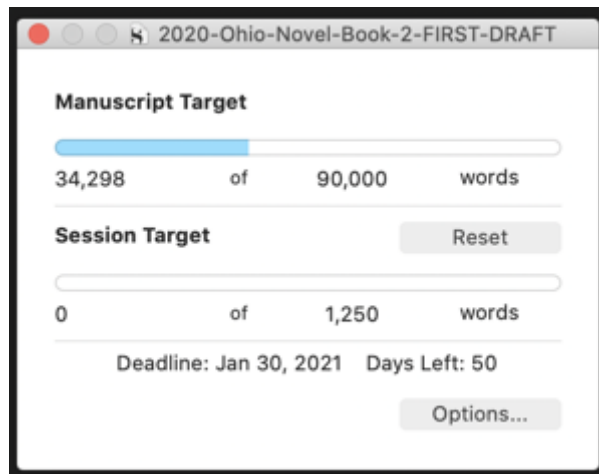 2020-Ohio-Novel-Book-2-FIRST-DRAFT
Manuscript Target
34,298 of 90,000 words
Session Target Reset
0 of 1,250 words
Deadline: Jan 30, 2021 Days Left: 50
Options...